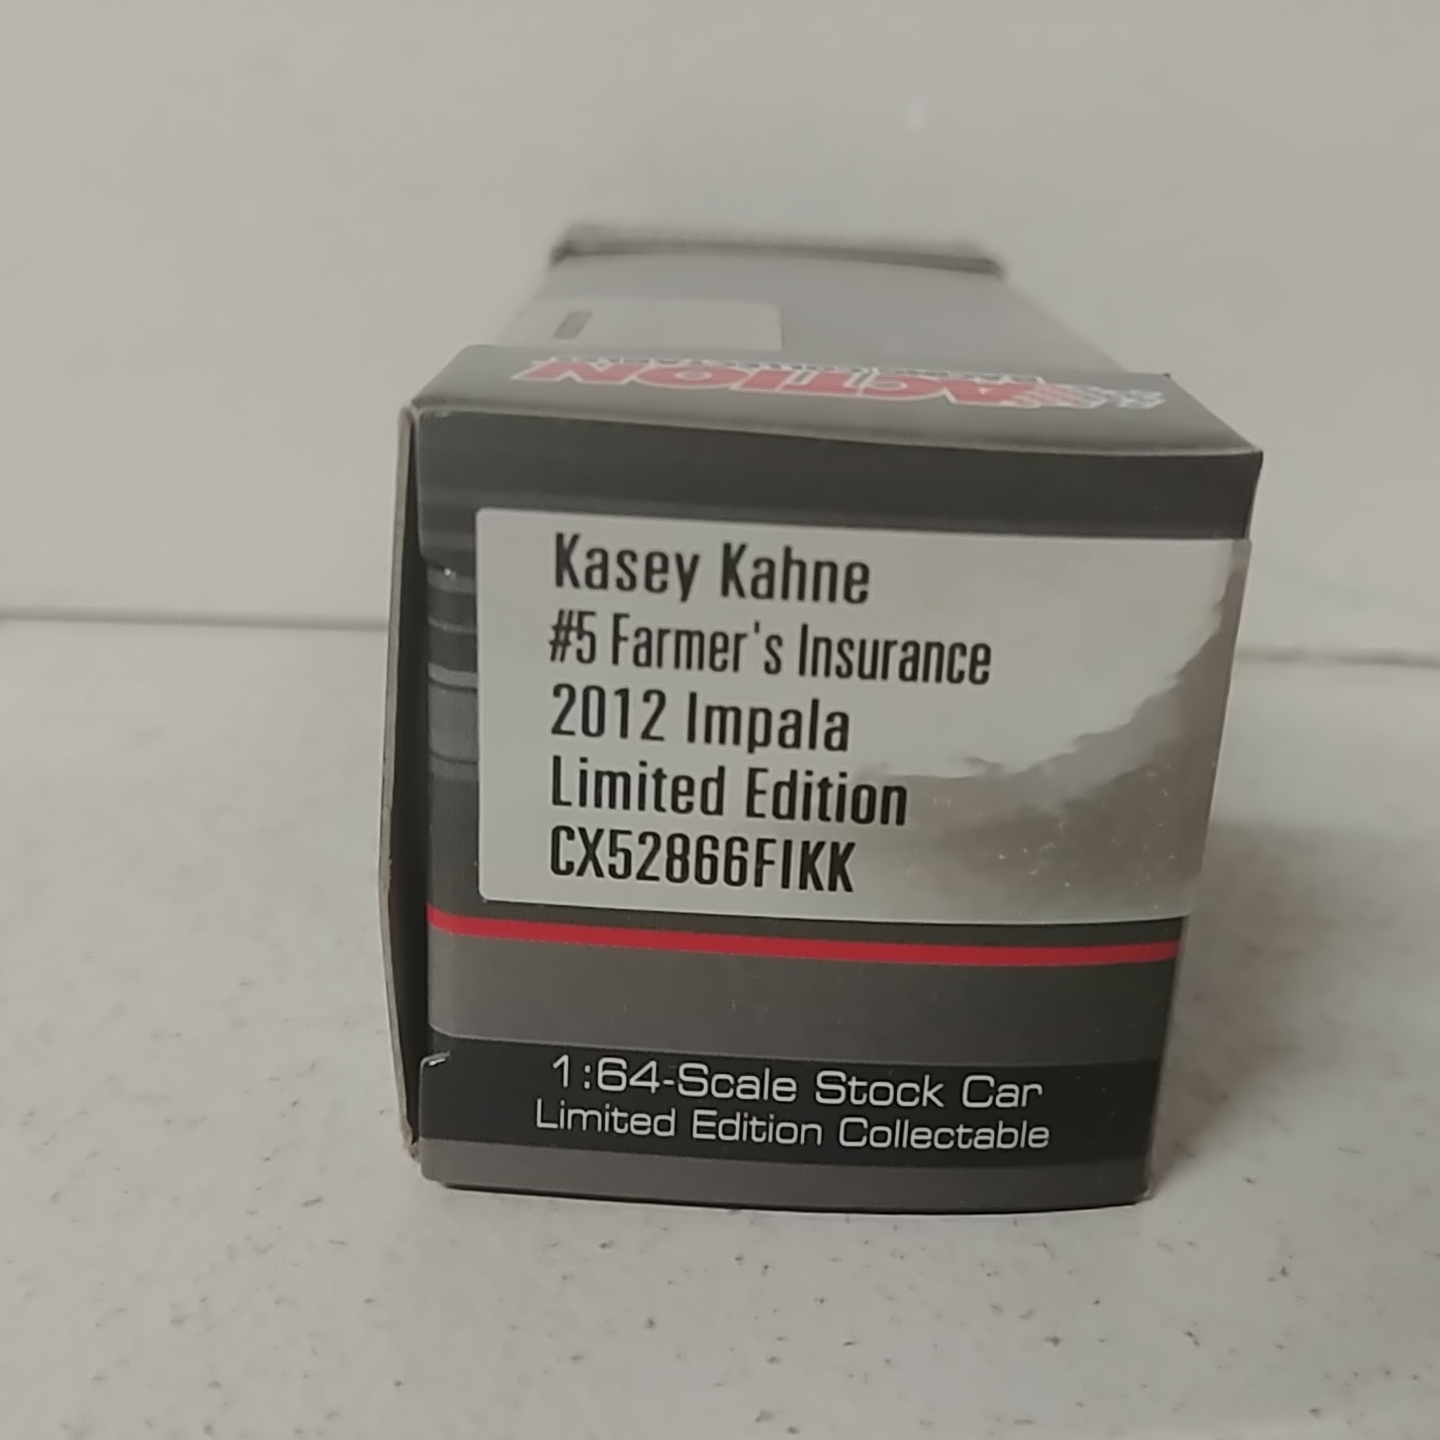 ACTION
Kasey Kahne
#5 Farmer's Insurance
2012 Impala
Limited Edition
CX52866FIKK
1:64-Scale Stock Car
Limited Edition Collectable